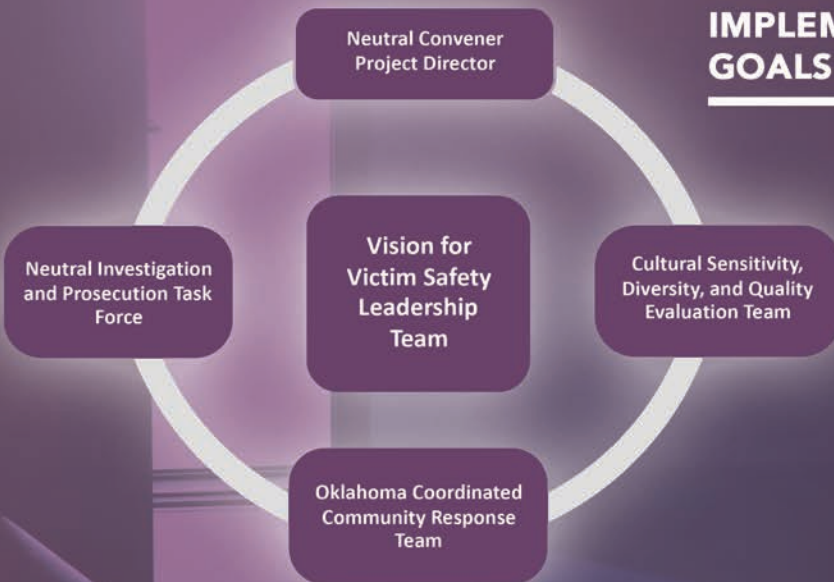 IMPLEM
GOALS
Neutral Convener
Project Director
Neutral Investigation
and Prosecution Task
Force
Vision for
Victim Safety
Leadership
Team
Cultural Sensitivity,
Diversity, and Quality
Evaluation Team
Oklahoma Coordinated
Community Response
Team